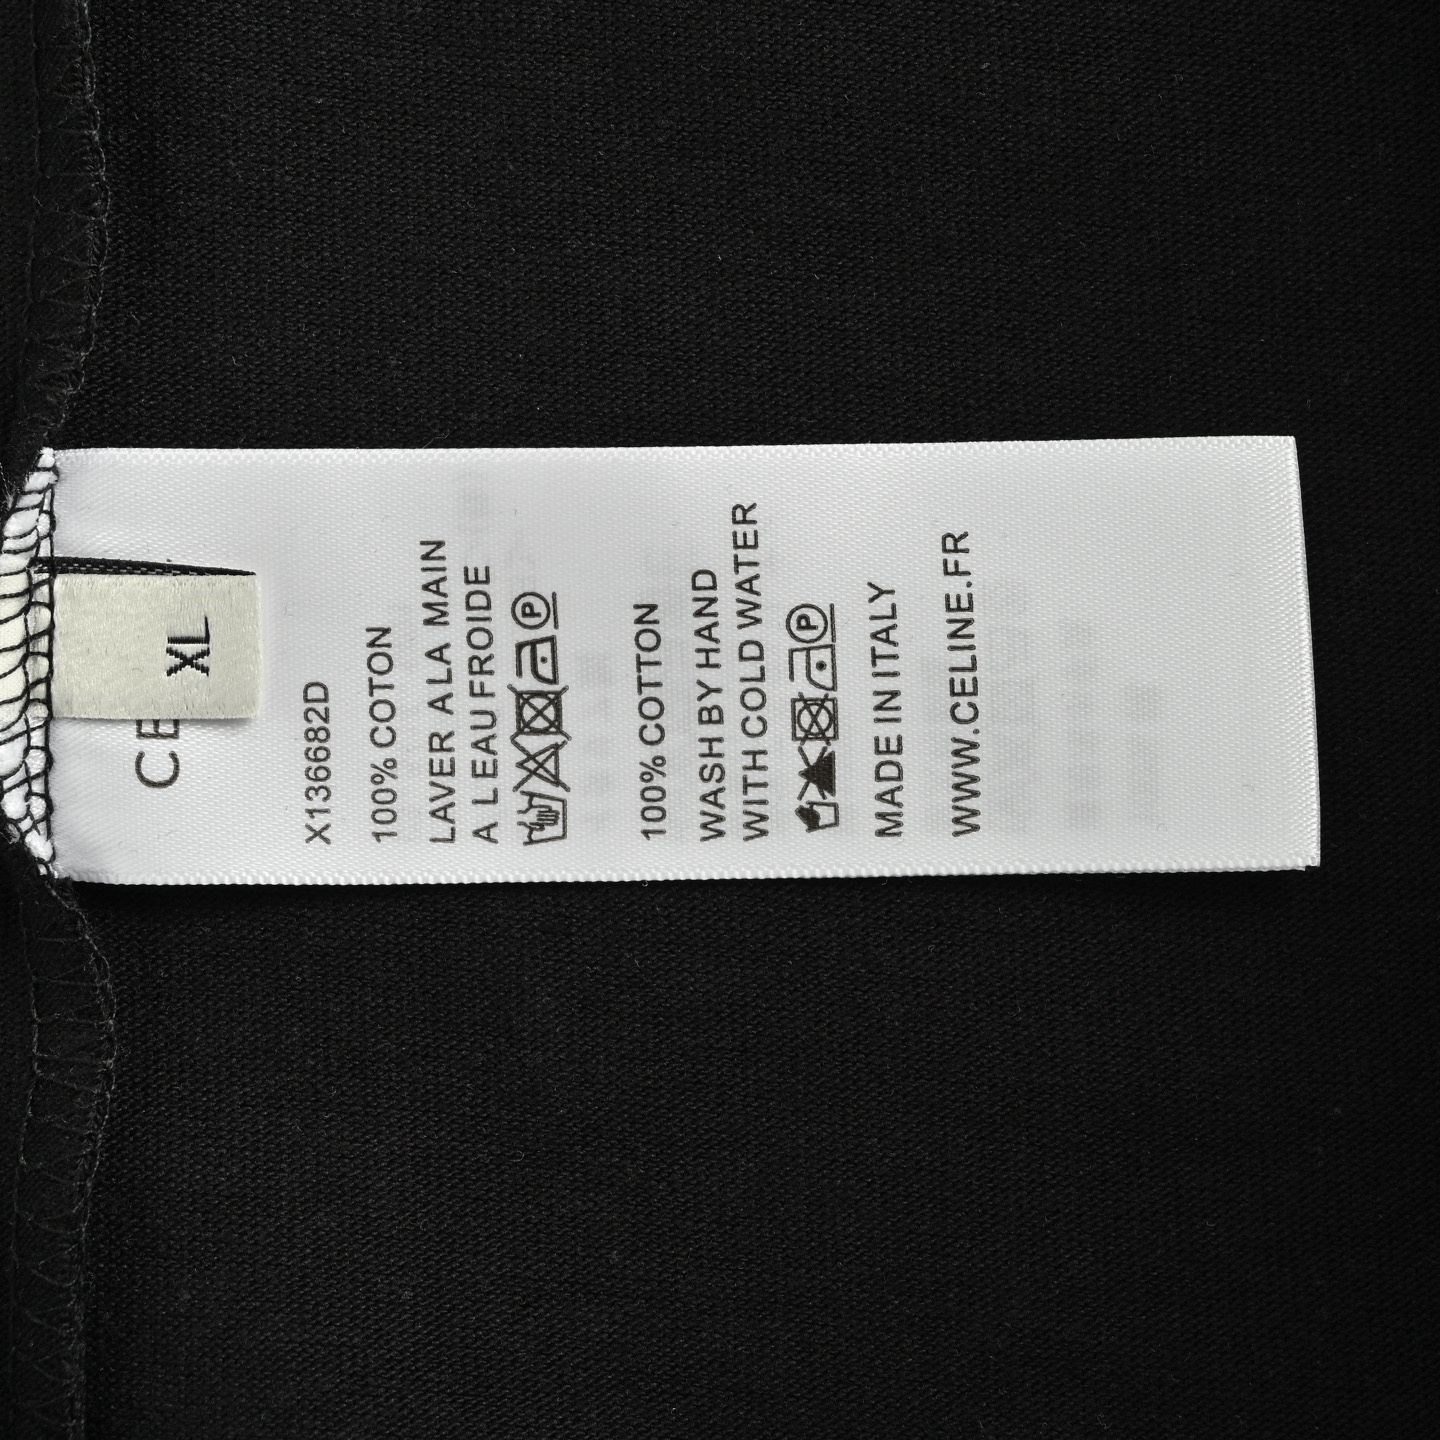 CE
XL
X136682D
100% COTON
LAVER A LA MAIN
A L EAU FROIDE
P
100% COTTON
WASH BY HAND
WITH COLD WATER
P
MADE IN ITALY
WWW.CELINE.FR